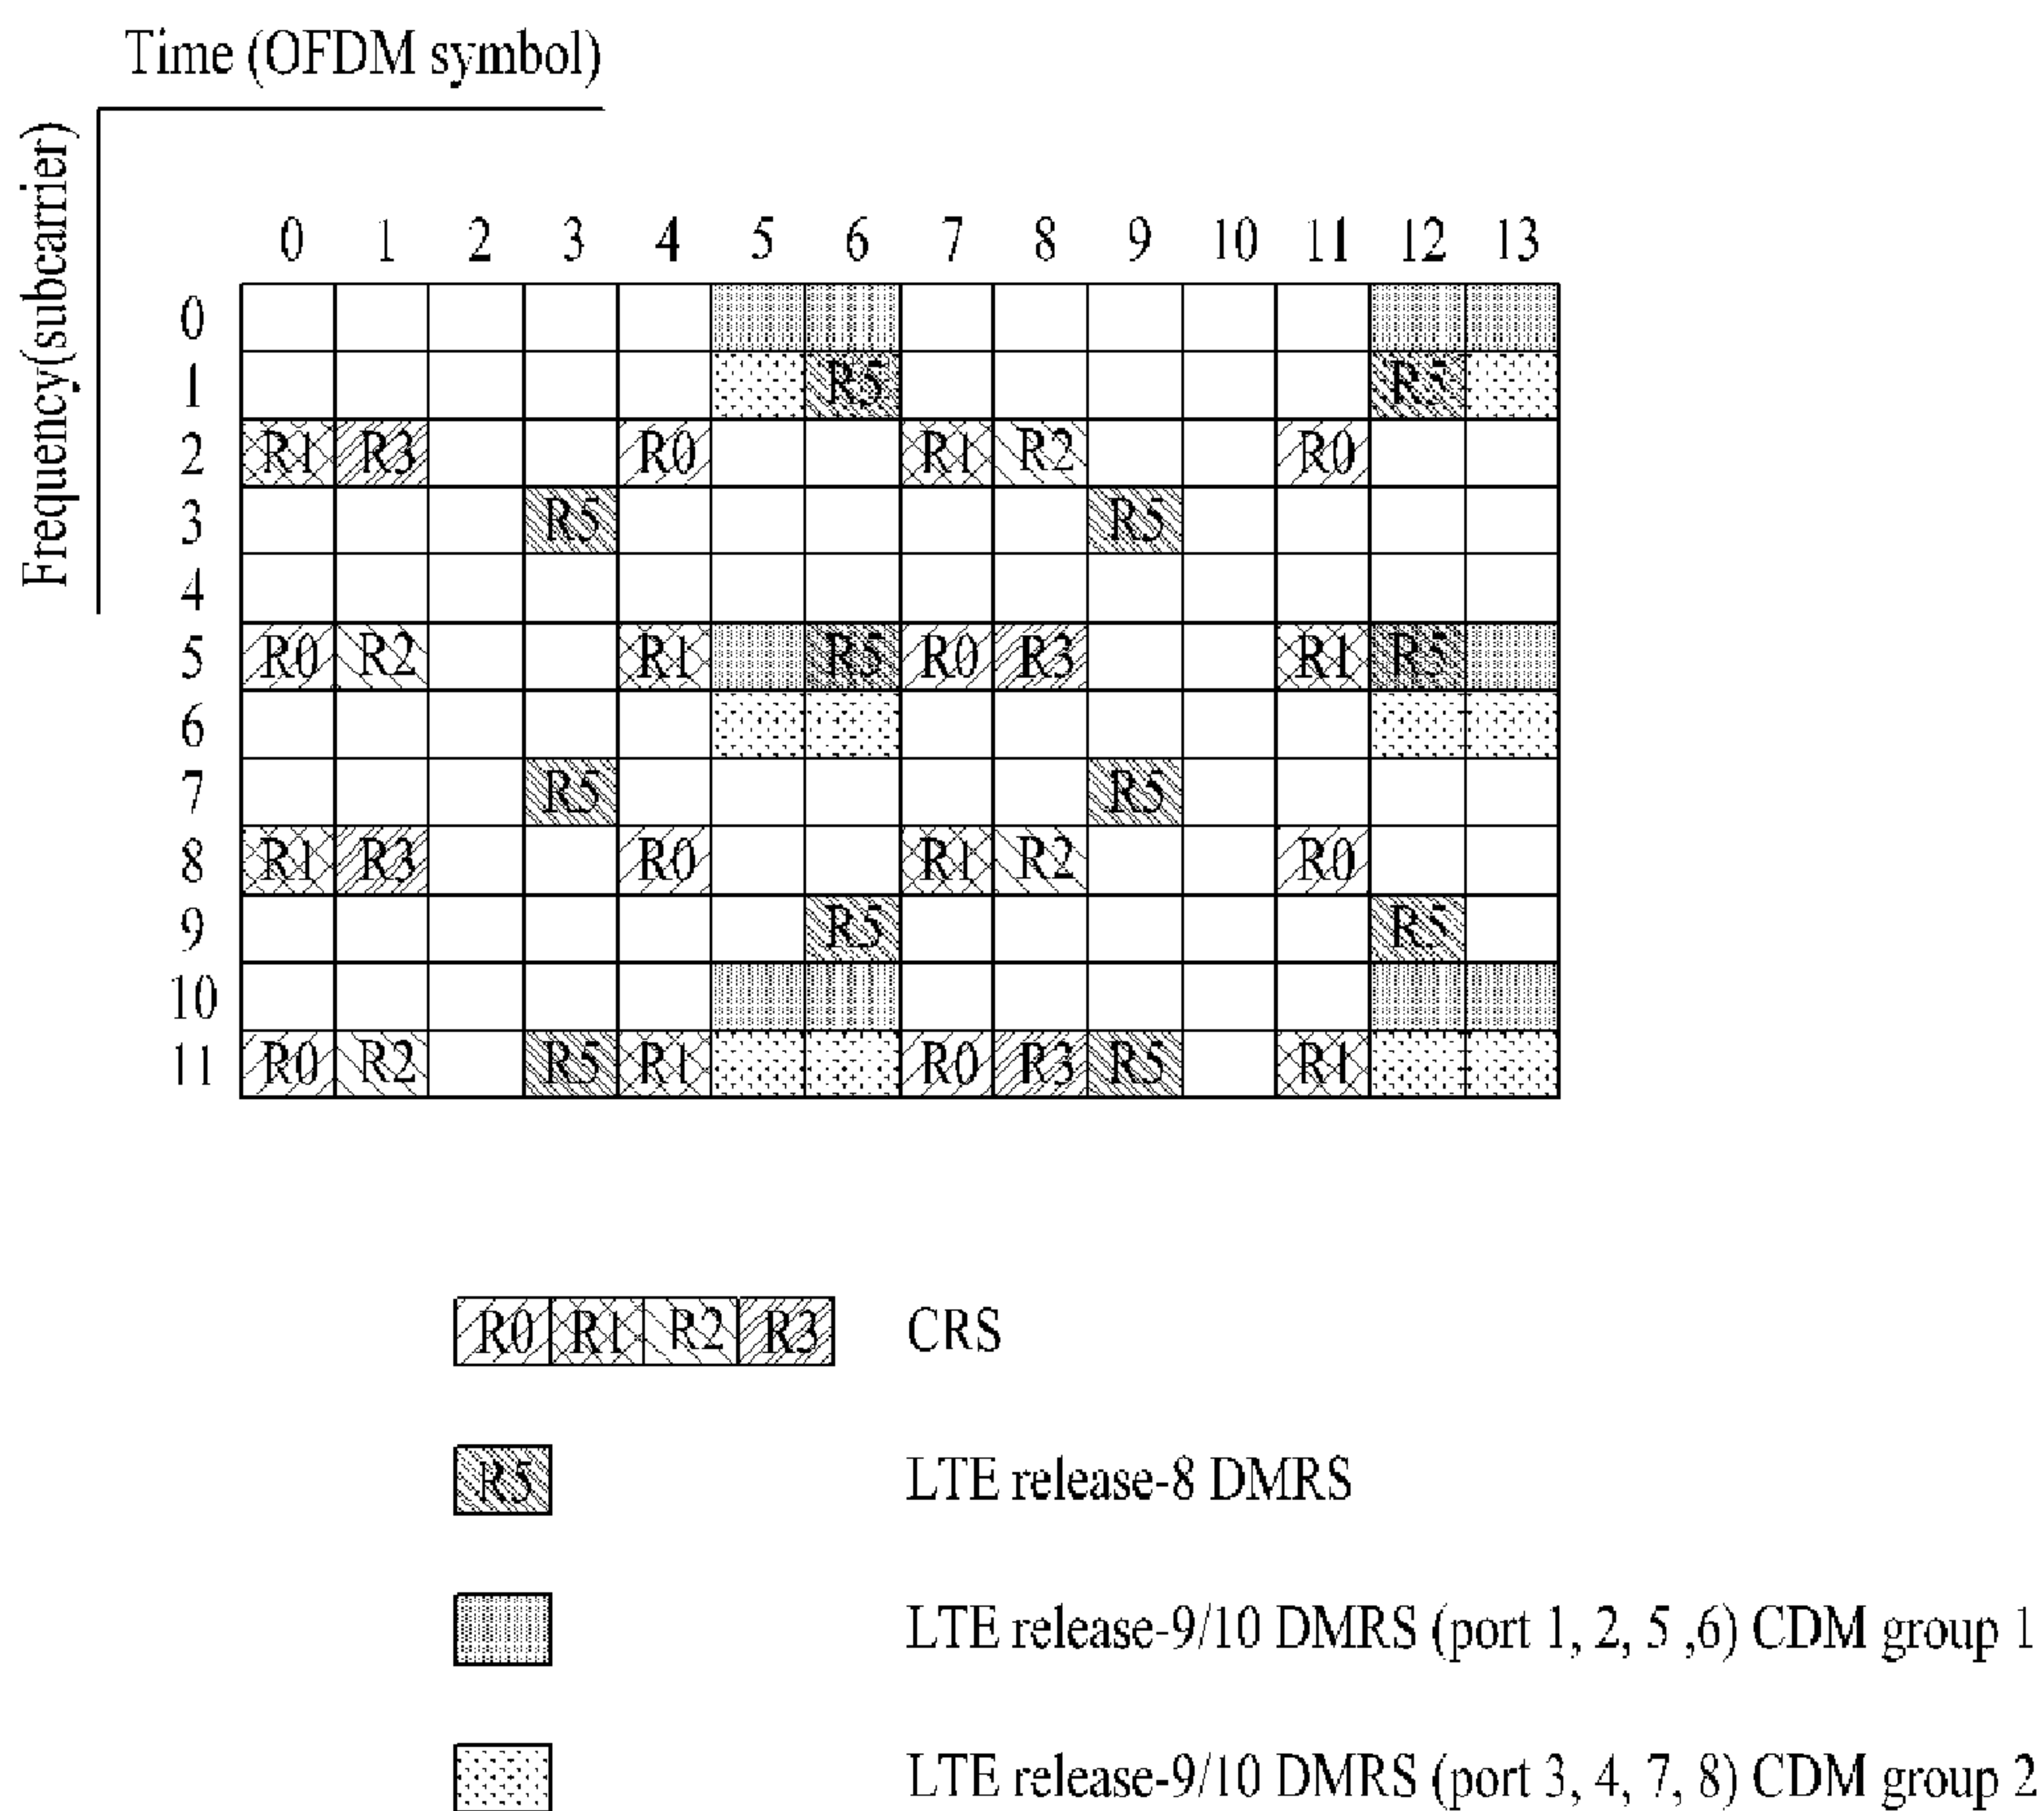 Time (OFDM symbol)
Frequency(subcarrier)
0 1 2 3 4 5 6 7 8 9 10 11 12 13
0
1 R5 R5
2 R1 R3 R0 R1 R2 R0
3 R5 R5
4
5 R0 R2 R1 R5 R0 R3 R1 R5
6
7 R5 R5
8 R1 R3 R0 R1 R2 R0
9 R5 R5
10
11 R0 R2 R5 R1 R0 R3 R5 R1
R0 R1 R2 R3 CRS
R5 LTE release-8 DMRS
LTE release-9/10 DMRS (port 1, 2, 5 ,6) CDM group 1
LTE release-9/10 DMRS (port 3, 4, 7, 8) CDM group 2